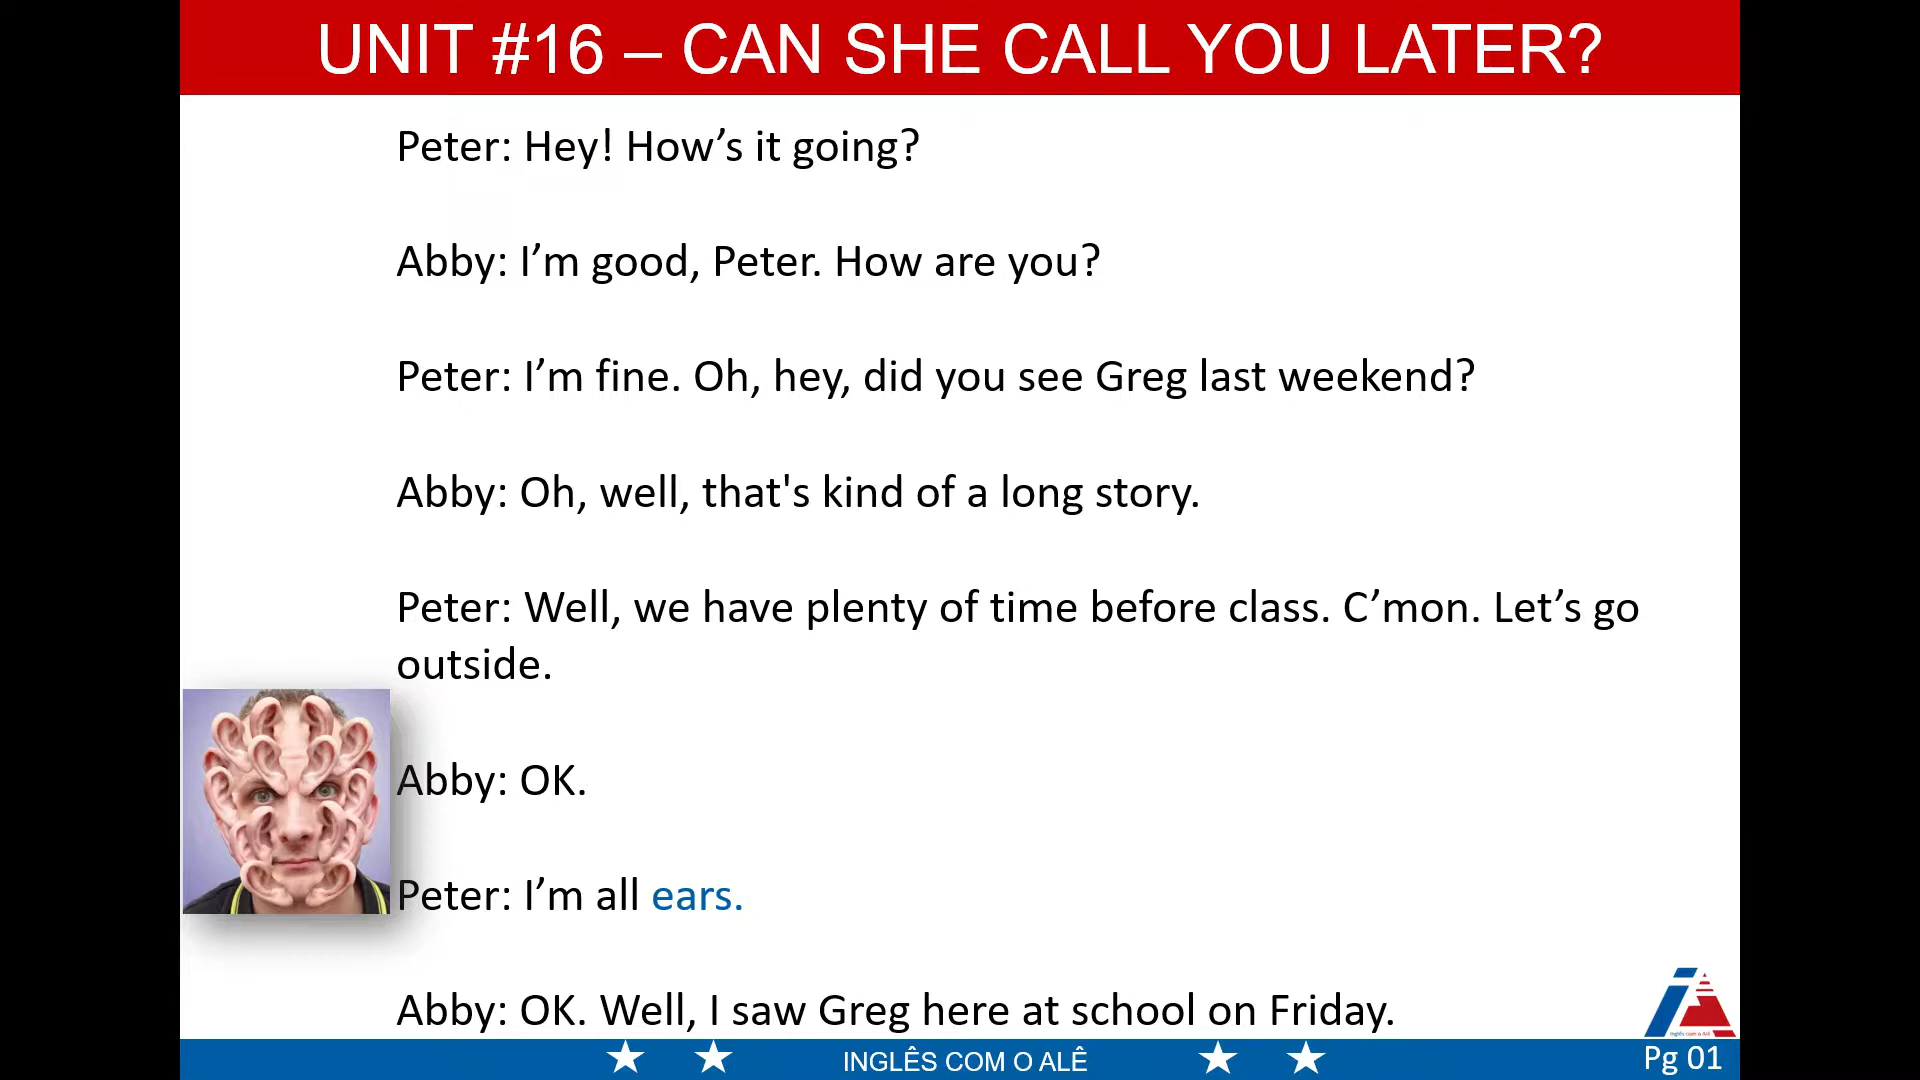 UNIT #16 – CAN SHE CALL YOU LATER?
Peter: Hey! How’s it going?
Abby: I’m good, Peter. How are you?
Peter: I’m fine. Oh, hey, did you see Greg last weekend?
Abby: Oh, well, that's kind of a long story.
Peter: Well, we have plenty of time before class. C’mon. Let’s go
outside.
Abby: OK.
Peter: I’m all ears.
Abby: OK. Well, I saw Greg here at school on Friday.
Inglês com o Alê
INGLÊS COM O ALÊ
Pg 01